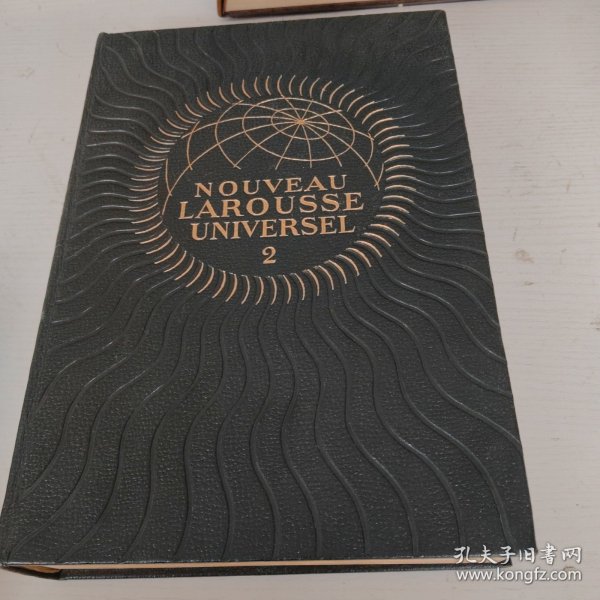 NOUVEAU
LAROUSSE
UNIVERSEL
2
孔夫子旧书网
www.kongfz.com